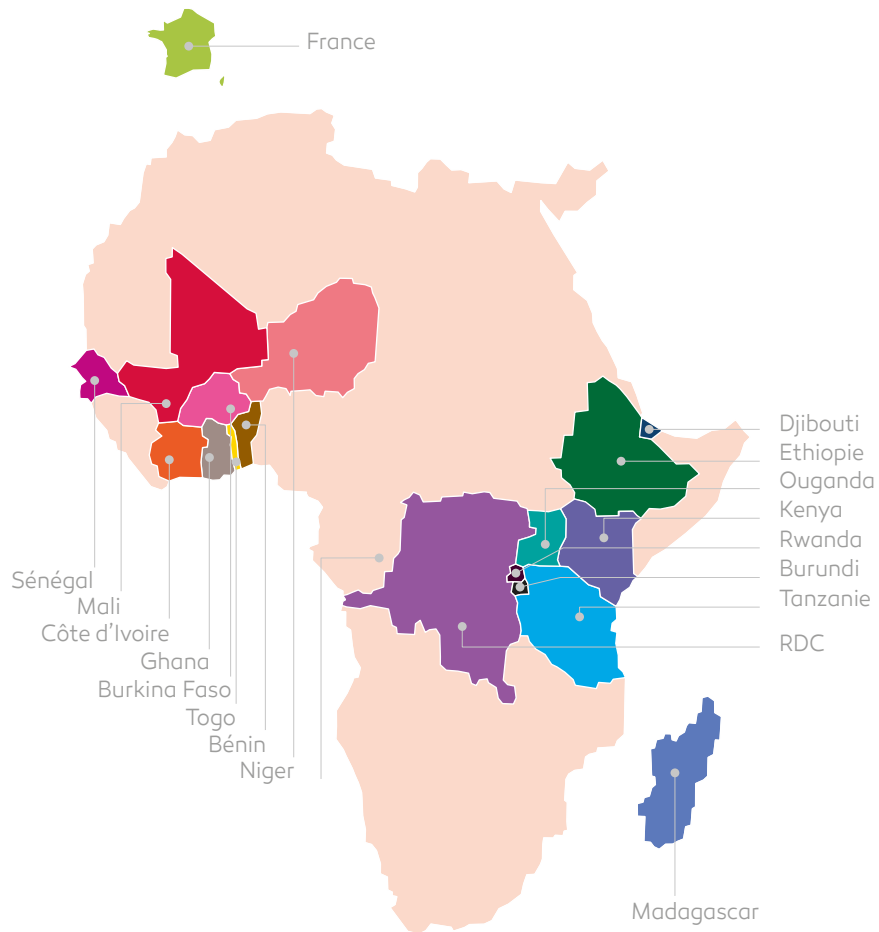 France
Djibouti
Ethiopie
Ouganda
Kenya
Rwanda
Burundi
Tanzanie
RDC
Sénégal
Mali
Côte d'Ivoire
Ghana
Burkina Faso
Togo
Bénin
Niger
Madagascar